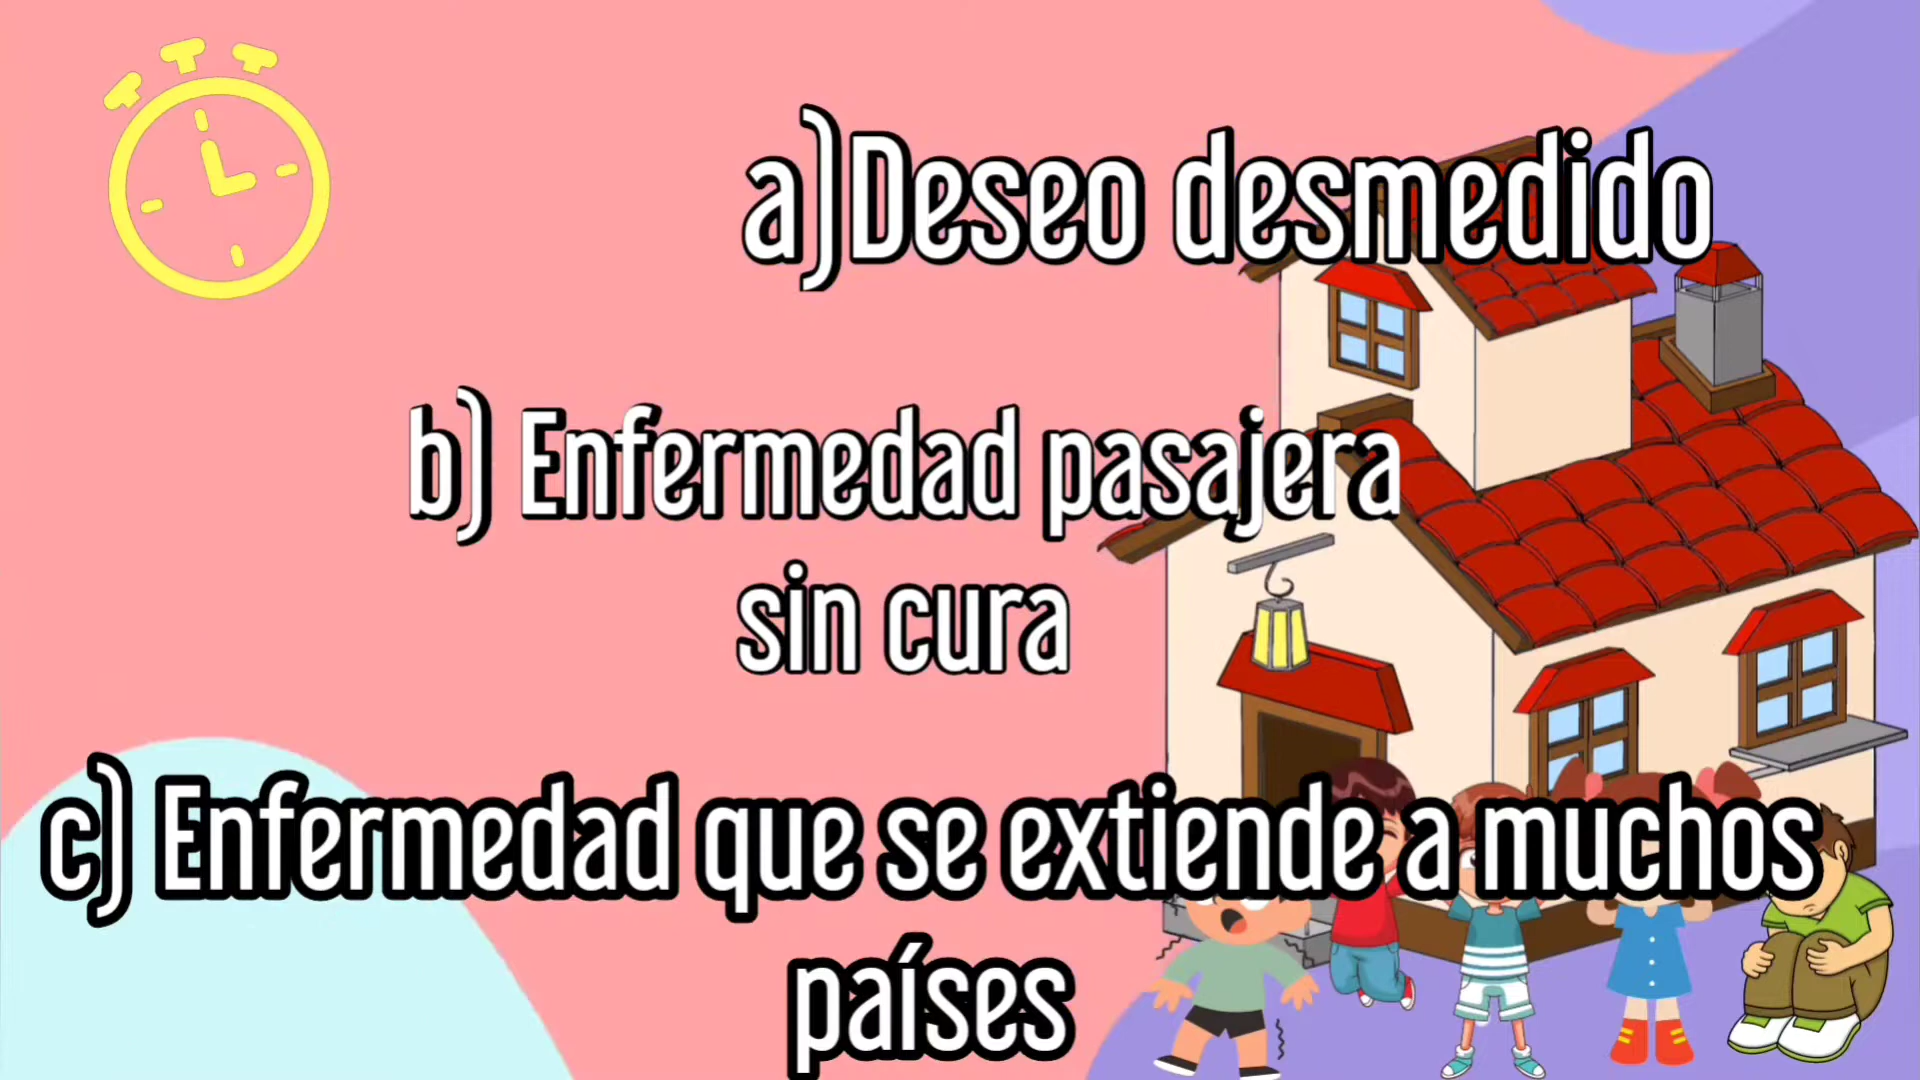 a)Deseo desmedido
b) Enfermedad pasajera
sin cura
c) Enfermedad que se extiende a muchos
países